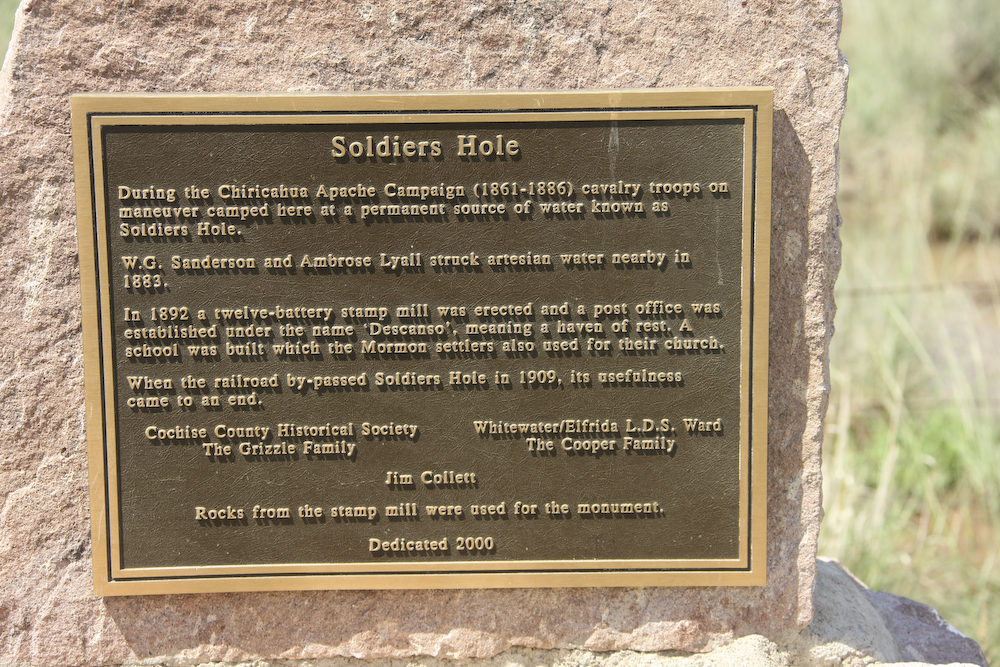 Soldiers Hole
During the Chiricahua Apache Campaign (1861-1886) cavalry troops on
maneuver camped here at a permanent source of water known as
Soldiers Hole.
W.G. Sanderson and Ambrose Lyall struck artesian water nearby in
1883.
In 1892 a twelve-battery stamp mill was erected and a post office was
established under the name 'Descanso', meaning a haven of rest. A
school was built which the Mormon settlers also used for their church.
When the railroad by-passed Soldiers Hole in 1909, its usefulness
came to an end.
Cochise County Historical Society
The Grizzle Family
Whitewater/Elfrida L.D.S. Ward
The Cooper Family
Jim Collett
Rocks from the stamp mill were used for the monument.
Dedicated 2000